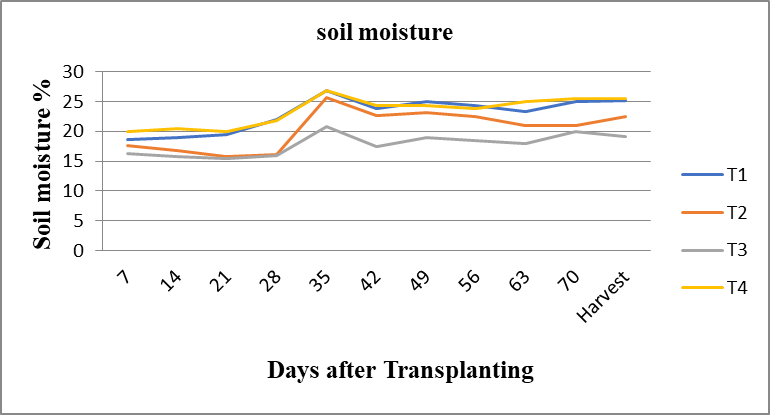 soil moisture
Soil moisture %
30
25
20
15
10
5
0
7 14 21 28 35 42 49 56 63 70 Harvest
Days after Transplanting
T1
T2
T3
T4